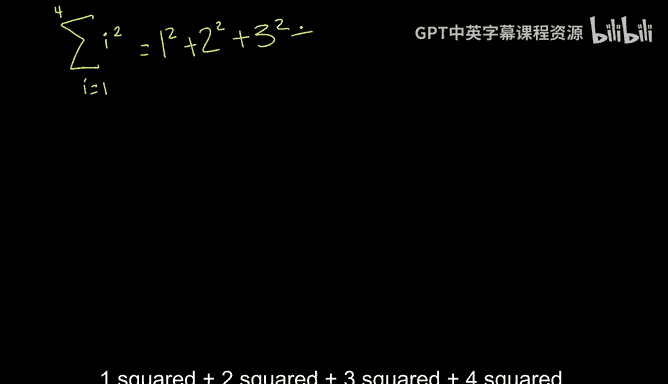 4
∑ i² = 1² + 2² + 3² +
i=1
GPT中英字幕课程资源 bilibili
1 squared + 2 squared + 3 squared + 4 squared